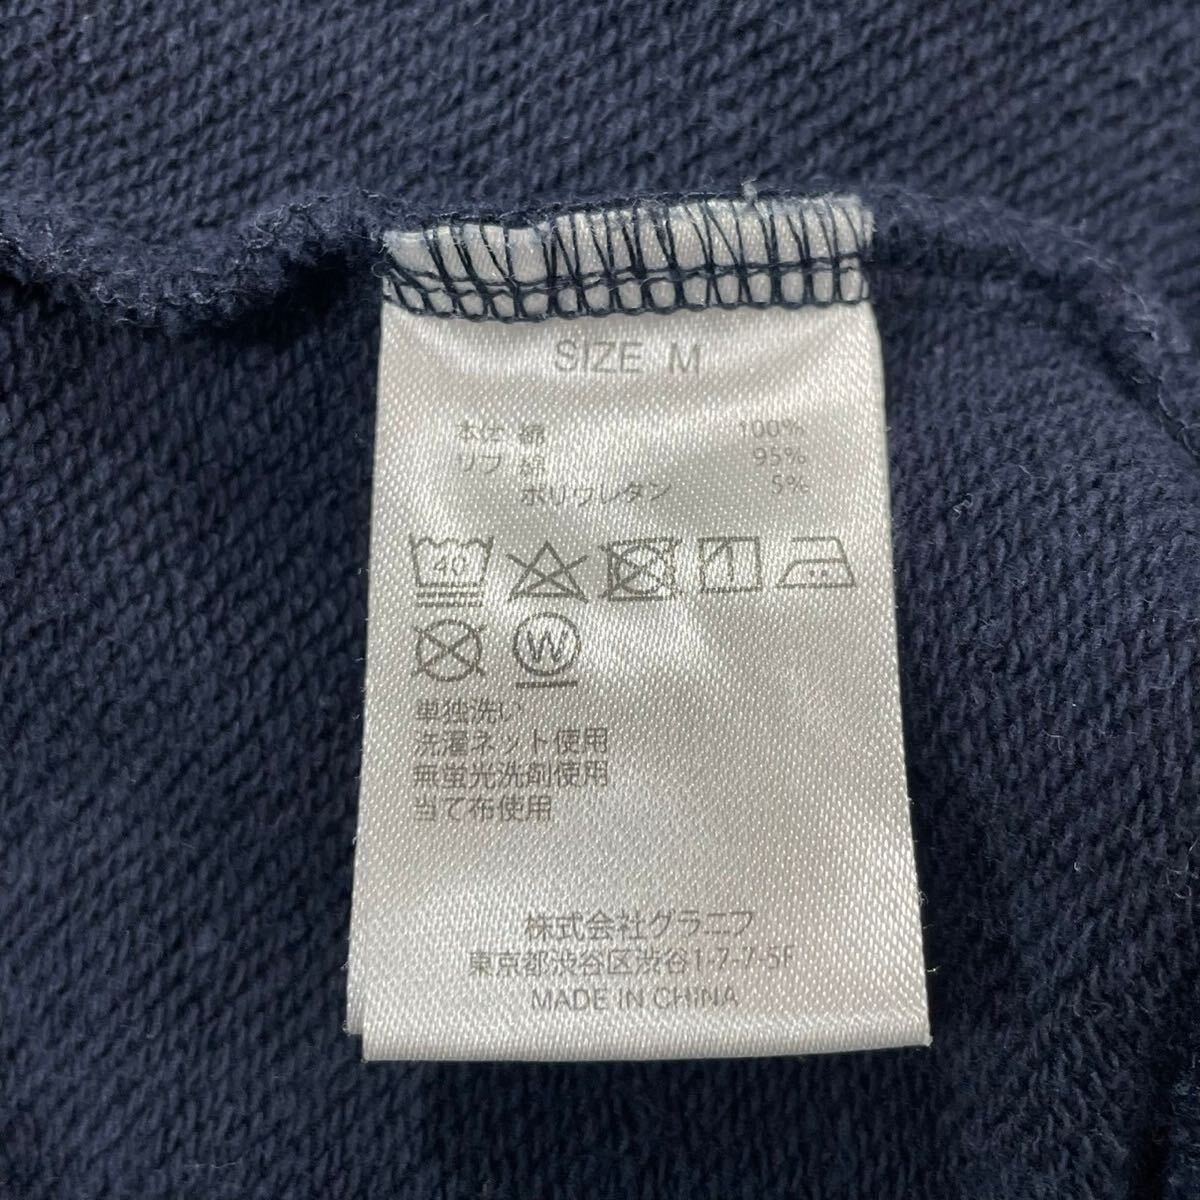 SIZE M
本体 綿 100%
リブ 綿 95%
ポリウレタン 5%
40
W
単独洗い
洗濯ネット使用
無蛍光洗剤使用
当て布使用
株式会社グラニフ
東京都渋谷区渋谷1-7-7-5F
MADE IN CHINA